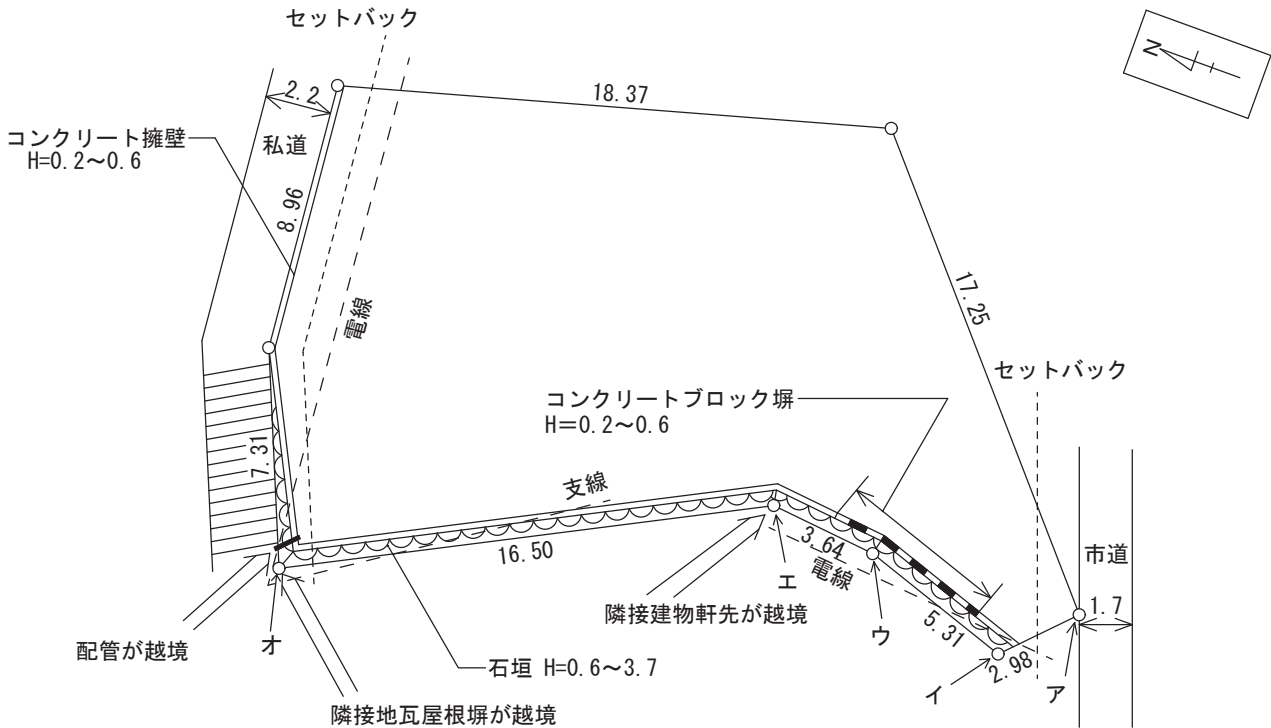 セットバック
N
2.2
18.37
コンクリート擁壁
H=0.2〜0.6
私道
8.96
電線
17.25
セットバック
コンクリートブロック塀
H=0.2〜0.6
7.31
支線
16.50
3.64
電線
市道
1.7
エ
ウ
隣接建物軒先が越境
5.31
配管が越境
オ
石垣 H=0.6〜3.7
2.98
イ
ア
隣接地瓦屋根塀が越境